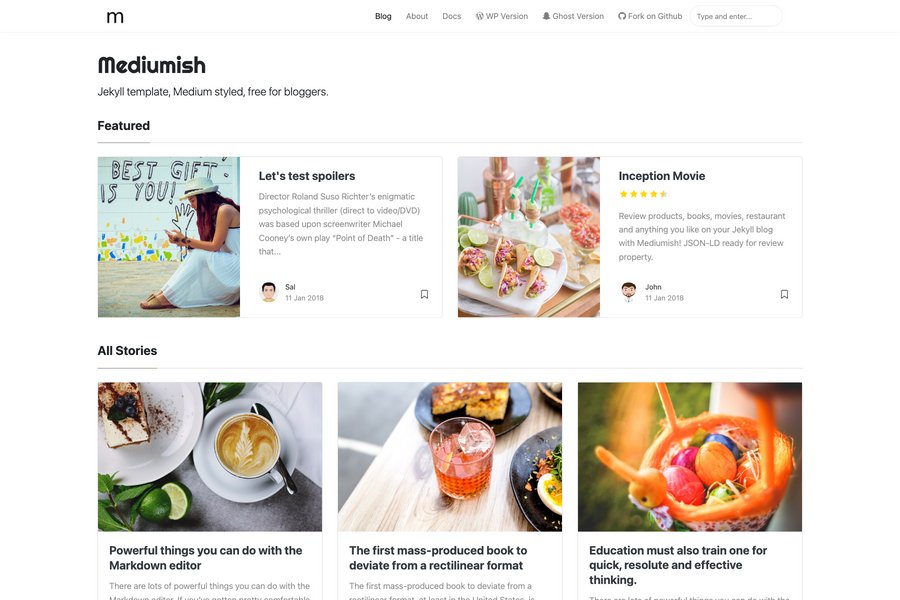 m
Blog About Docs WP Version Ghost Version Fork on Github Type and enter...
Mediumish
Jekyll template, Medium styled, free for bloggers.
Featured
BEST GIFT
IS YOU!
Let's test spoilers
Director Roland Suso Richter's enigmatic
psychological thriller (direct to video/DVD)
was based upon screenwriter Michael
Cooney's own play "Point of Death" – a title
that...
Sal
11 Jan 2018
Inception Movie
Review products, books, movies, restaurant
and anything you like on your Jekyll blog
with Mediumish! JSON-LD ready for review
property.
John
11 Jan 2018
All Stories
Powerful things you can do with the
Markdown editor
There are lots of powerful things you can do with the
Markdown editor. If you've gotten pretty comfortable
The first mass-produced book to
deviate from a rectilinear format
The first mass-produced book to deviate from a
rectilinear format, at least in the United States, is
Education must also train one for
quick, resolute and effective
thinking.
There are lots of powerful things you can do with the